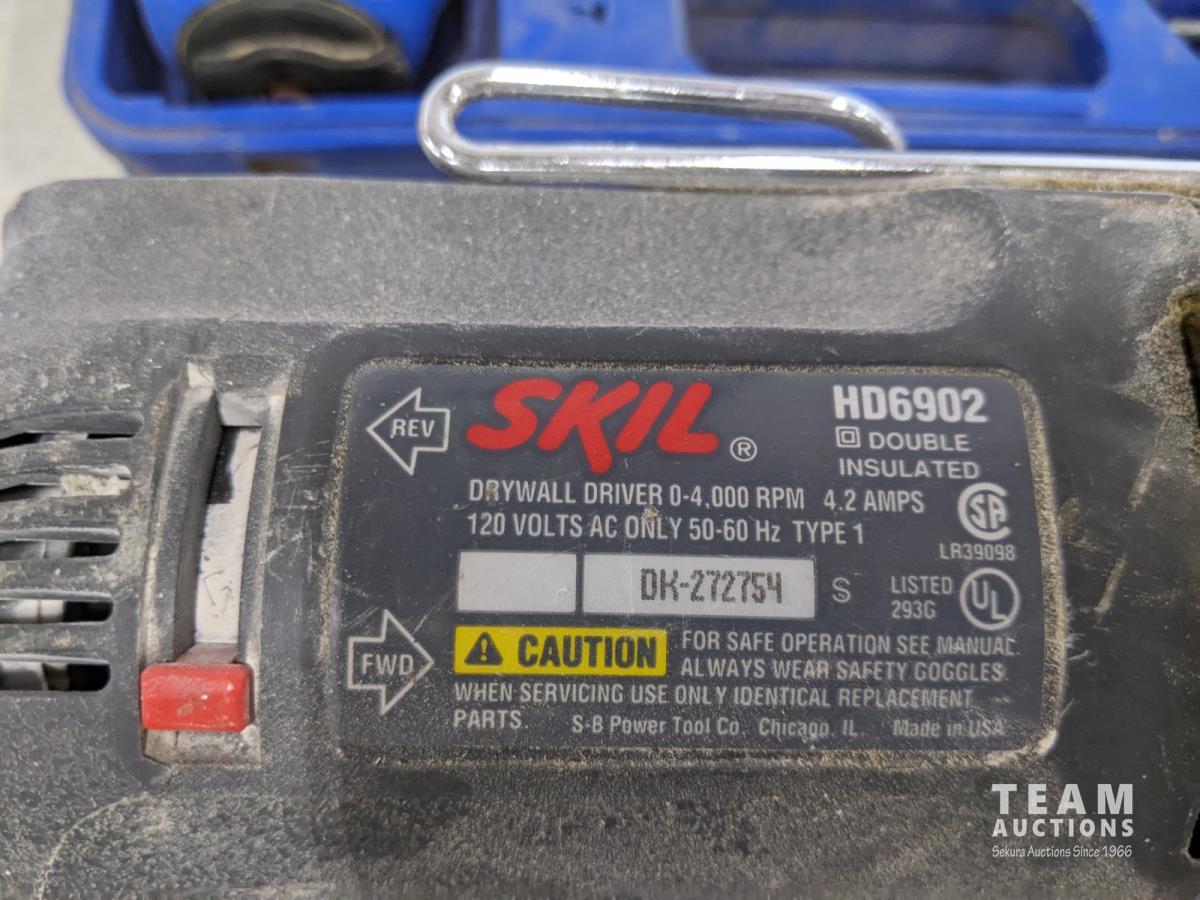 REV
SKIL ®
HD6902
DOUBLE
INSULATED
DRYWALL DRIVER 0-4,000 RPM 4.2 AMPS
120 VOLTS AC ONLY 50-60 Hz TYPE 1
SA
LR39098
DK-272754 S
LISTED
293G
UL
FWD
CAUTION
FOR SAFE OPERATION SEE MANUAL.
ALWAYS WEAR SAFETY GOGGLES.
WHEN SERVICING USE ONLY IDENTICAL REPLACEMENT
PARTS. S-B Power Tool Co. Chicago, IL. Made in USA
TEAM
AUCTIONS
Sekura Auctions Since 1966